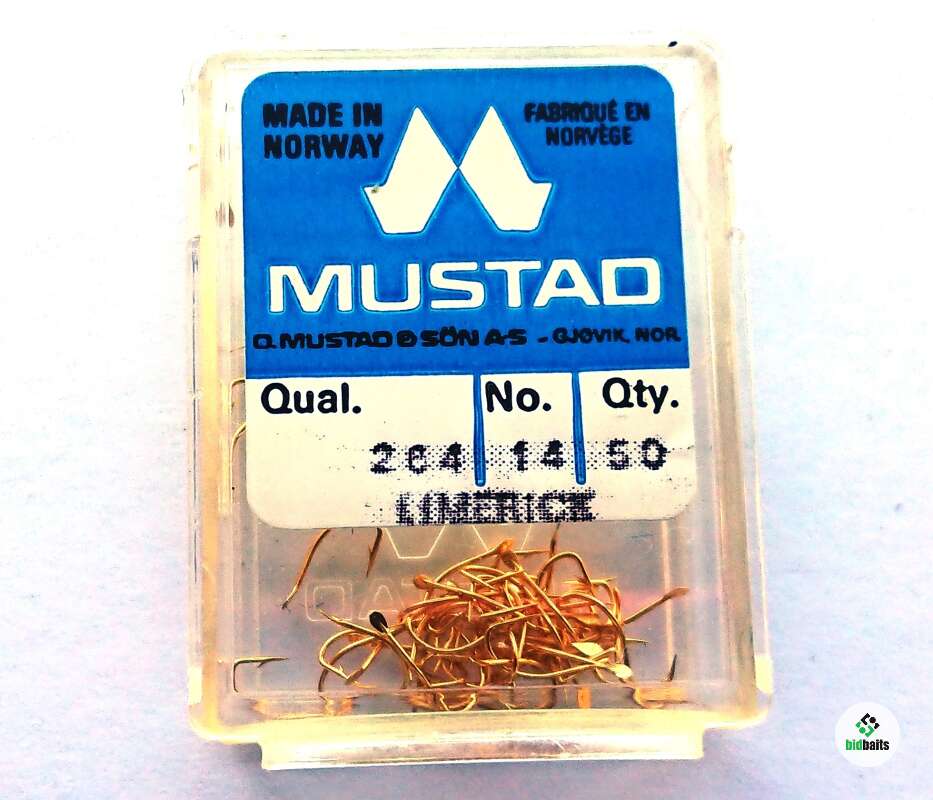 MADE IN
NORWAY
FABRIQUÉ EN
NORVÈGE
MUSTAD
O. MUSTAD & SÖN A-S - GJØVIK, NOR.
Qual. No. Qty.
264 14 50
LIMERICK
MUSTAD
bidbaits